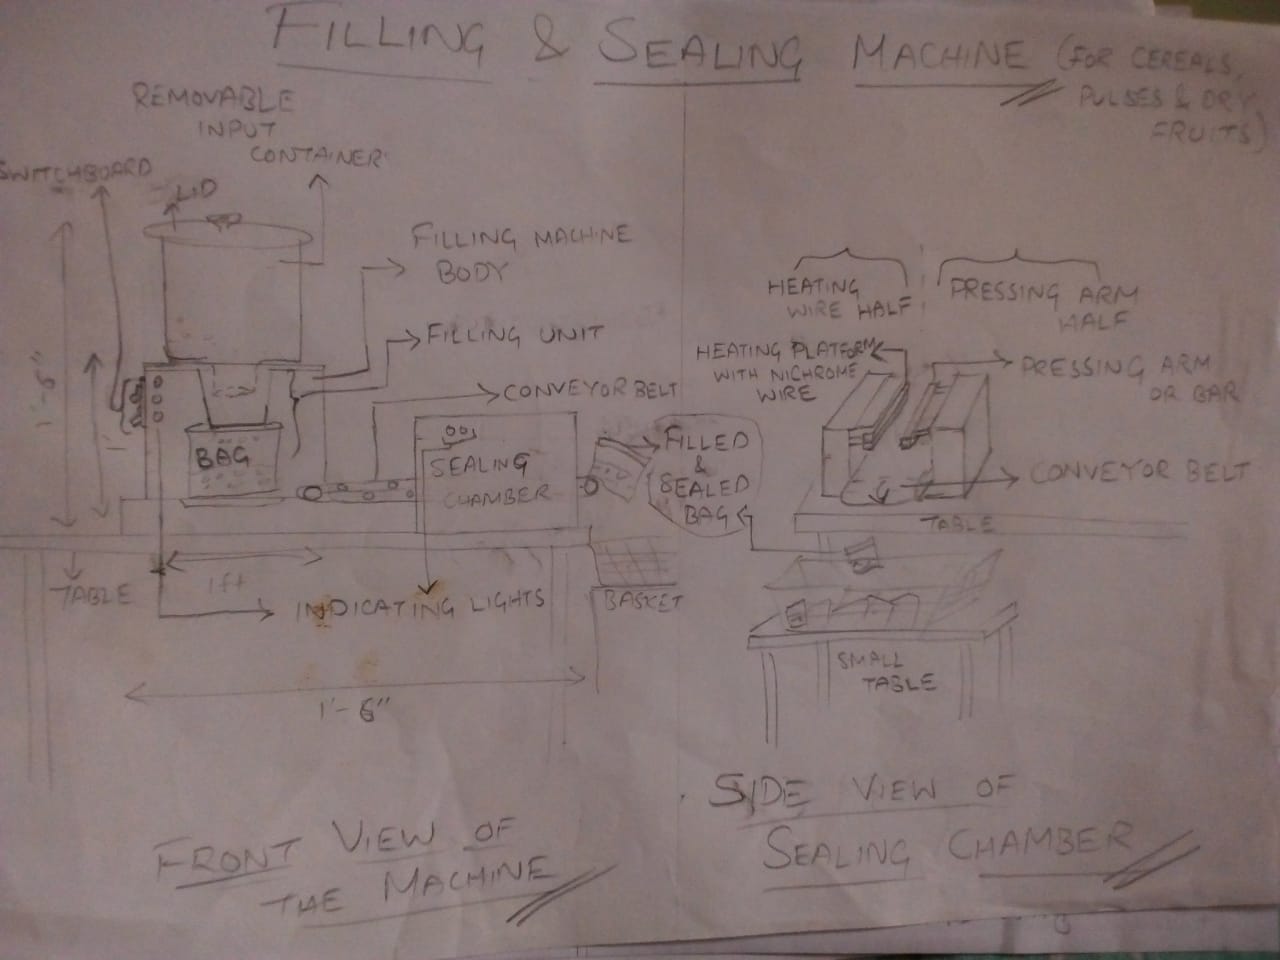 FILLING & SEALING MACHINE (FOR CEREALS,
PULSES & DRY
FRUITS)
REMOVABLE
INPUT
CONTAINER
SWITCHBOARD
LID
FILLING MACHINE
BODY
FILLING UNIT
CONVEYOR BELT
1'-6"
1'
BAG
SEALING
CHAMBER
FILLED
&
SEALED
BAG
TABLE
1ft
INDICATING LIGHTS
BASKET
1'-6"
FRONT VIEW OF
THE MACHINE
HEATING
WIRE HALF
PRESSING ARM
HALF
HEATING PLATFORM
WITH NICHROME
WIRE
PRESSING ARM
OR BAR
CONVEYOR BELT
TABLE
SMALL
TABLE
SIDE VIEW OF
SEALING CHAMBER